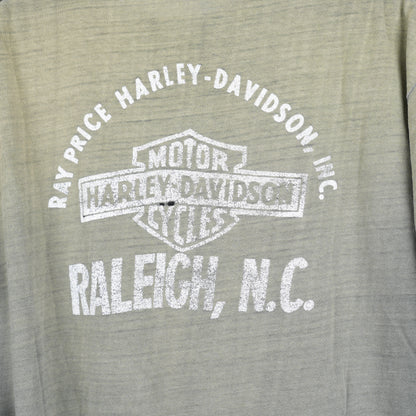 RAY PRICE HARLEY-DAVIDSON, INC.
MOTOR
HARLEY-DAVIDSON
CYCLES
RALEIGH, N.C.